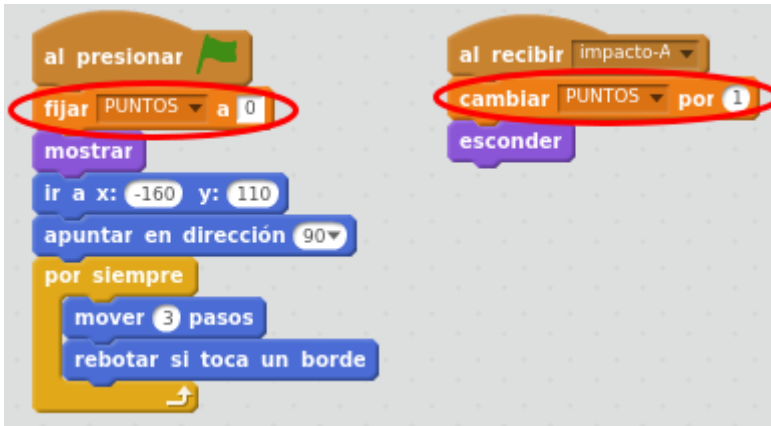 al presionar
fijar PUNTOS a 0
mostrar
ir a x: -160 y: 110
apuntar en dirección 90
por siempre
mover 3 pasos
rebotar si toca un borde
al recibir impacto-A
cambiar PUNTOS por 1
esconder